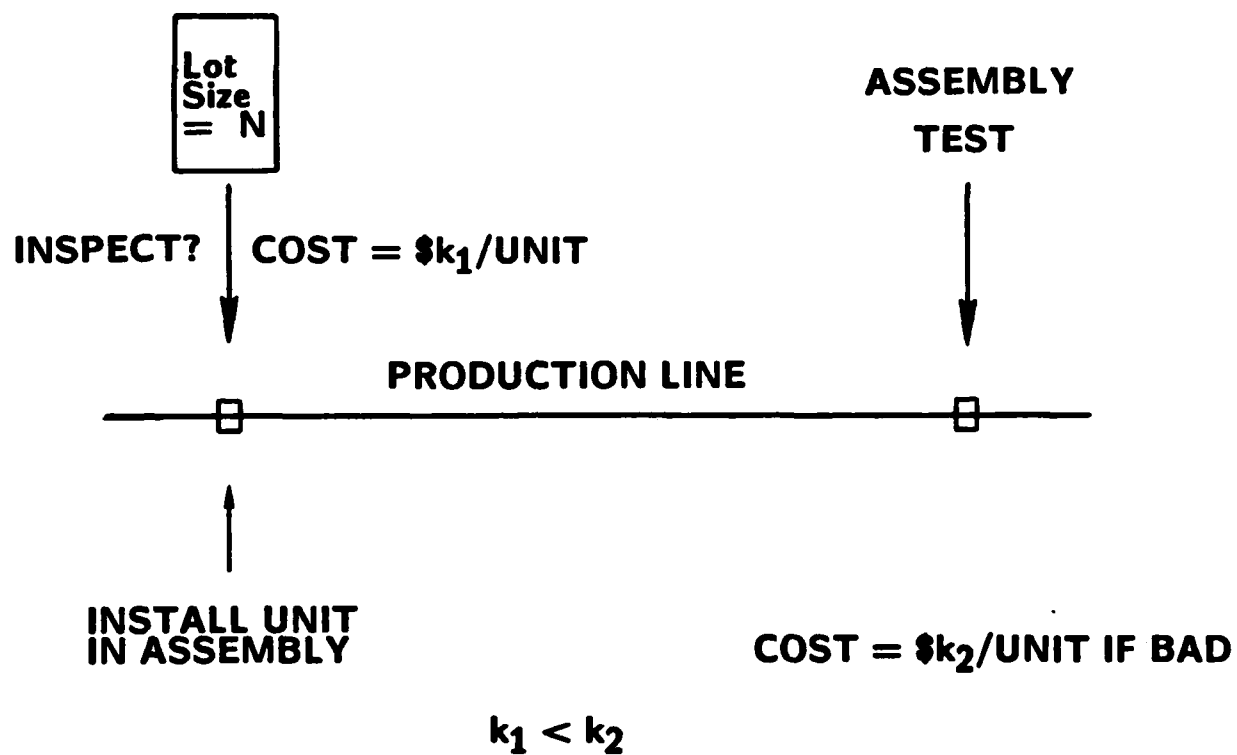 Lot
Size
= N
ASSEMBLY
TEST
INSPECT?
COST = $k₁/UNIT
PRODUCTION LINE
INSTALL UNIT
IN ASSEMBLY
COST = $k₂/UNIT IF BAD
k₁ < k₂